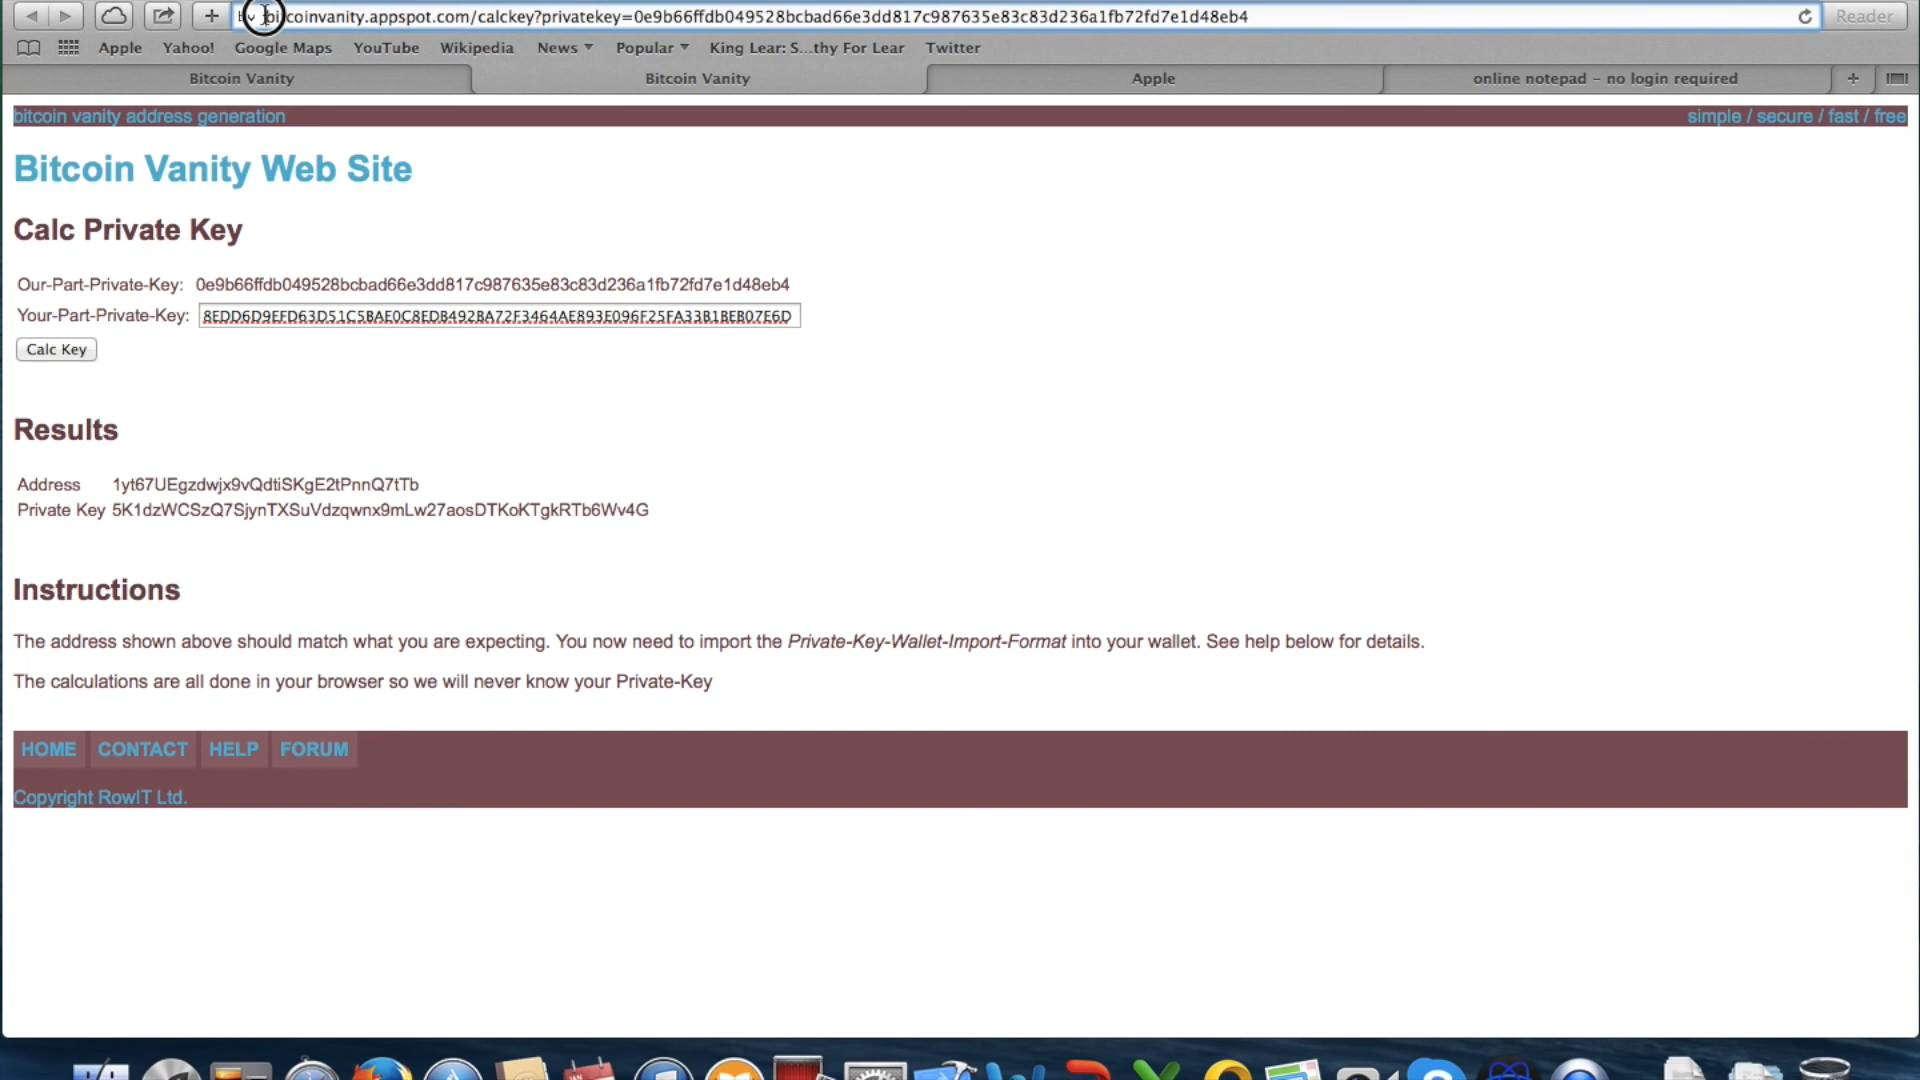 bitcoinvanity.appspot.com/calckey?privatekey=0e9b66ffdb049528bcbad66e3dd817c987635e83c83d236a1fb72fd7e1d48eb4
Reader
Apple Yahoo! Google Maps YouTube Wikipedia News Popular King Lear: S...thy For Lear Twitter
Bitcoin Vanity Bitcoin Vanity Apple online notepad – no login required
bitcoin vanity address generation simple / secure / fast / free
Bitcoin Vanity Web Site
Calc Private Key
Our-Part-Private-Key: 0e9b66ffdb049528bcbad66e3dd817c987635e83c83d236a1fb72fd7e1d48eb4
Your-Part-Private-Key: 8EDD6D9EFD63D51C5BAE0C8EDB492BA72F3464AE893E096F25FA33B1BEB07E6D
Calc Key
Results
Address 1yt67UEgzdwjx9vQdtiSKgE2tPnnQ7tTb
Private Key 5K1dzWCSzQ7SjynTXSuVdzqwnx9mLw27aosDTKoKTgkRTb6Wv4G
Instructions
The address shown above should match what you are expecting. You now need to import the Private-Key-Wallet-Import-Format into your wallet. See help below for details.
The calculations are all done in your browser so we will never know your Private-Key
HOME CONTACT HELP FORUM
Copyright RowIT Ltd.
JAN